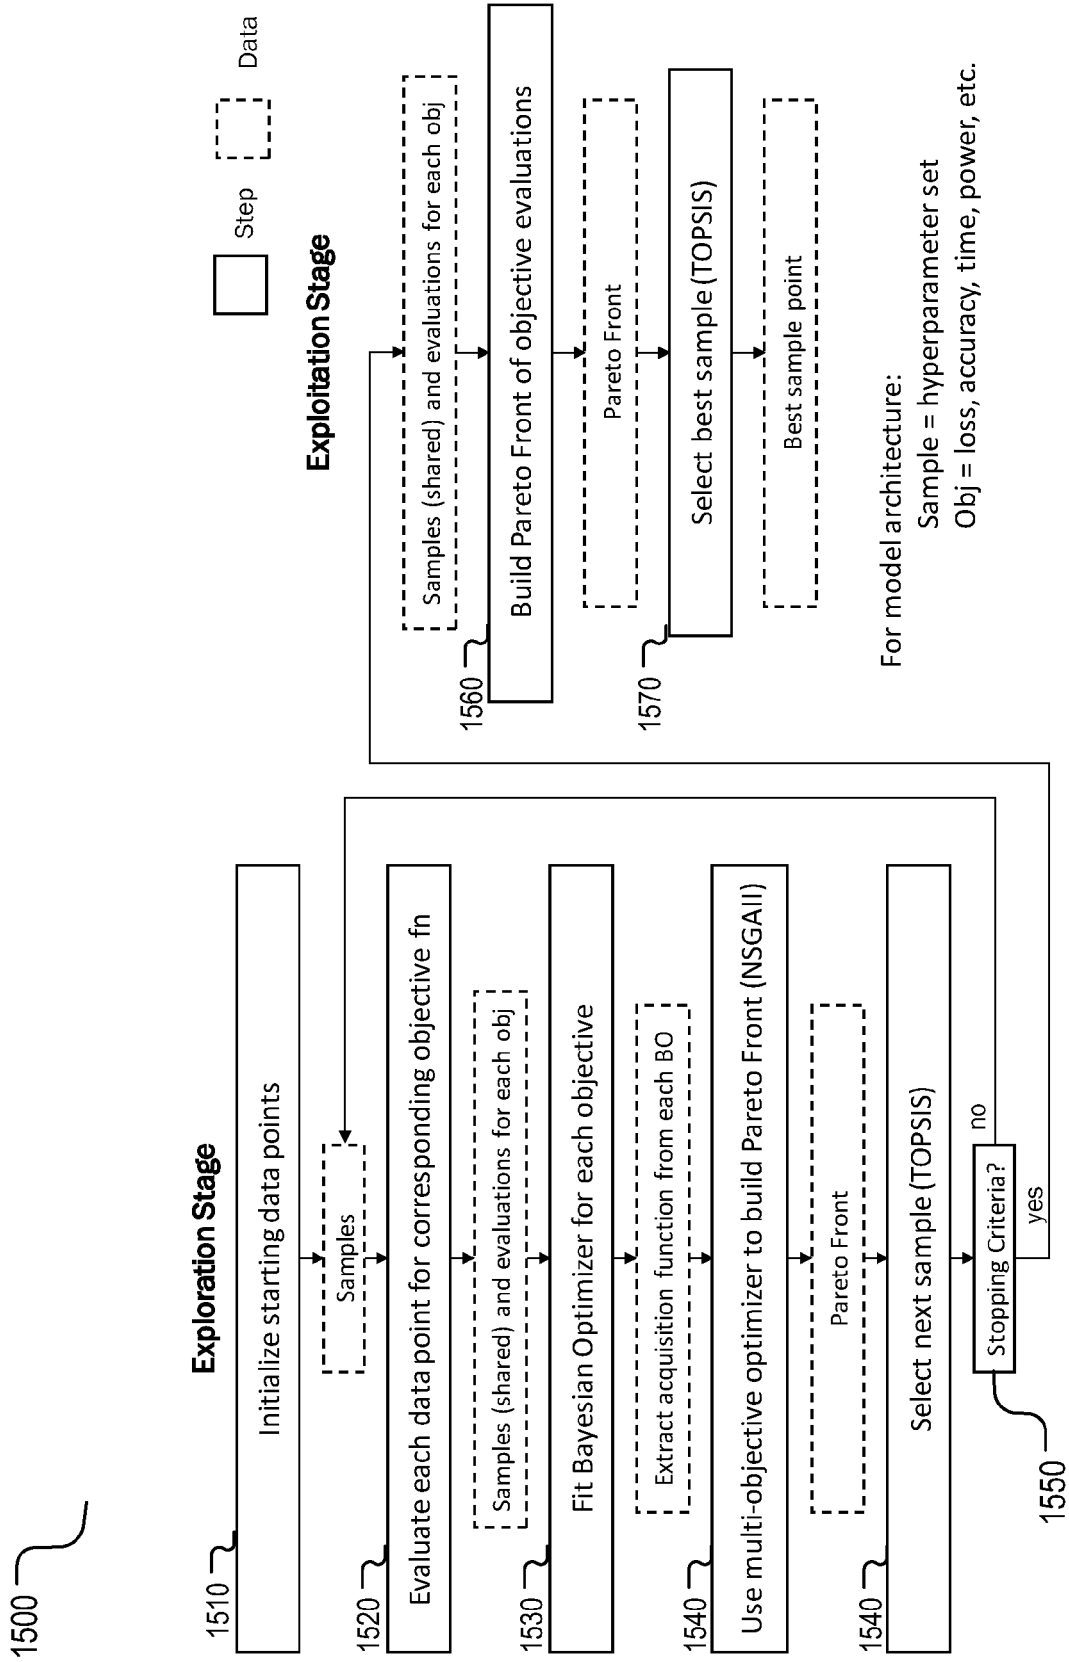 1500
Step
Data
Exploration Stage
1510
Initialize starting data points
Samples
1520
Evaluate each data point for corresponding objective fn
Samples (shared) and evaluations for each obj
1530
Fit Bayesian Optimizer for each objective
Extract acquisition function from each BO
1540
Use multi-objective optimizer to build Pareto Front (NSGAII)
Pareto Front
1540
Select next sample (TOPSIS)
Stopping Criteria?
no
yes
1550
Exploitation Stage
Samples (shared) and evaluations for each obj
1560
Build Pareto Front of objective evaluations
Pareto Front
1570
Select best sample (TOPSIS)
Best sample point
For model architecture:
Sample = hyperparameter set
Obj = loss, accuracy, time, power, etc.